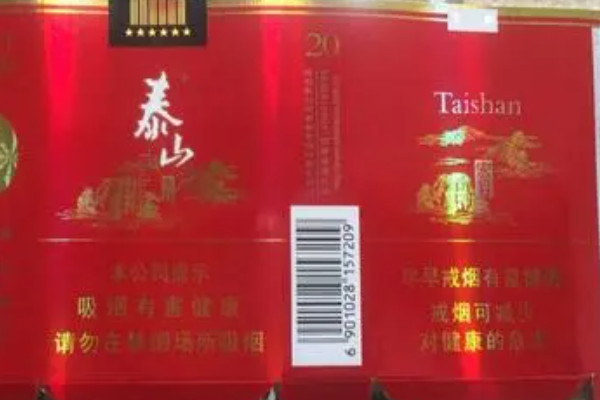 20
泰山
本公司提示
吸烟有害健康
请勿在禁烟场所吸烟
6 901028 157209
Taishan
尽早戒烟有益健康
戒烟可减少
对健康的危害